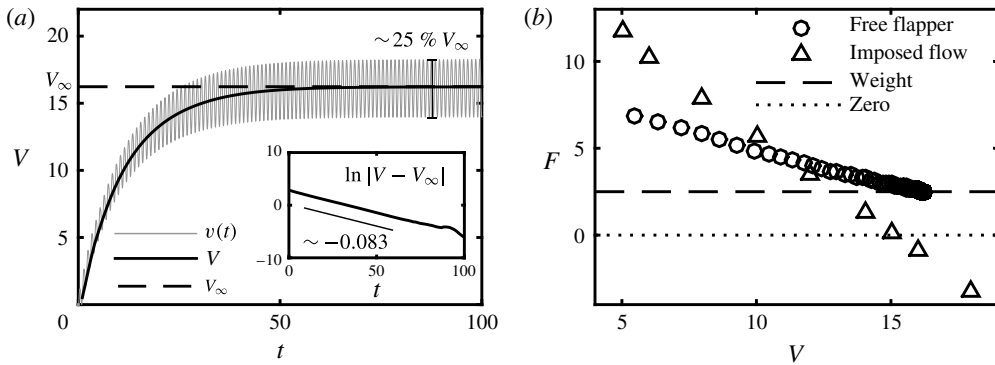 (a)
20
15
10
5
0
V
V∞
~25 % V∞
v(t)
V
V∞
0
50
100
t
10
0
−10
ln |V − V∞|
~ −0.083
0
50
100
t
(b)
10
5
0
F
Free flapper
Imposed flow
Weight
Zero
5
10
15
V